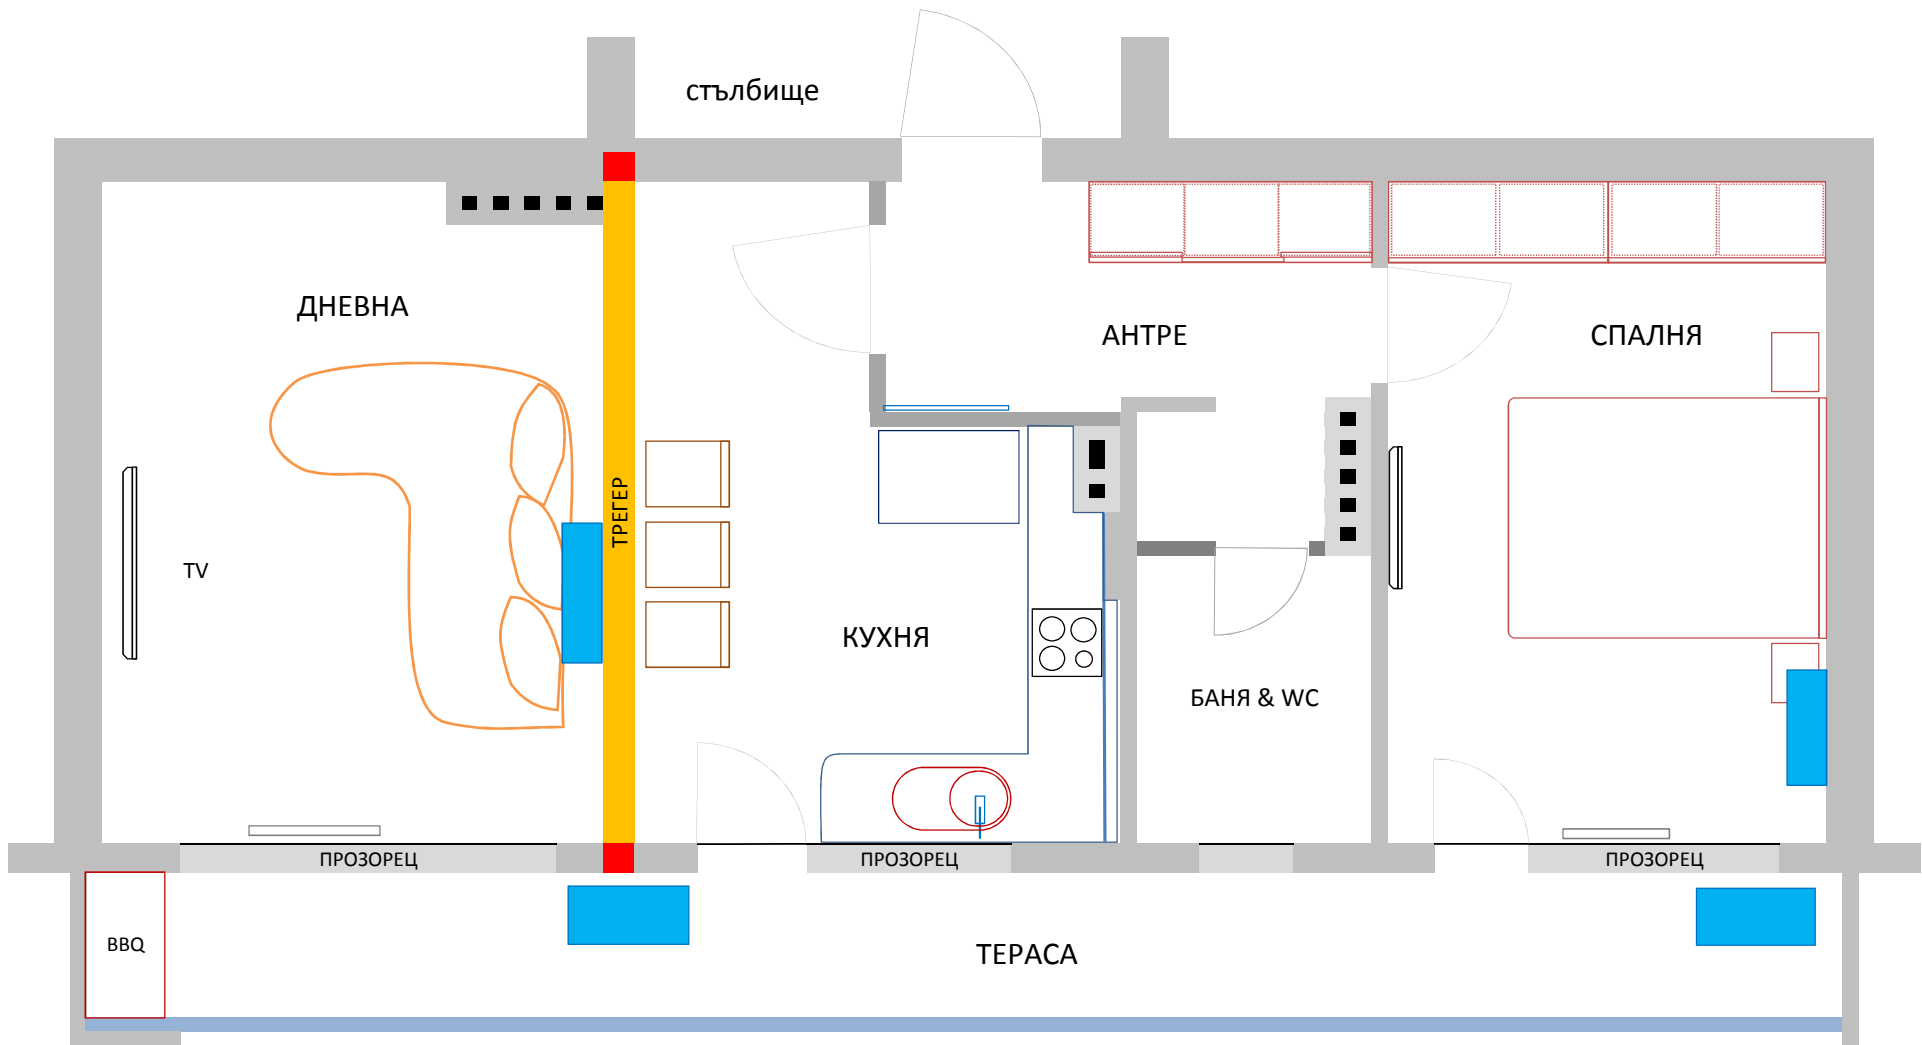 стълбище
ДНЕВНА
АНТРЕ
СПАЛНЯ
ТРЕГЕР
TV
КУХНЯ
БАНЯ & WC
ПРОЗОРЕЦ
ПРОЗОРЕЦ
ПРОЗОРЕЦ
BBQ
ТЕРАСА